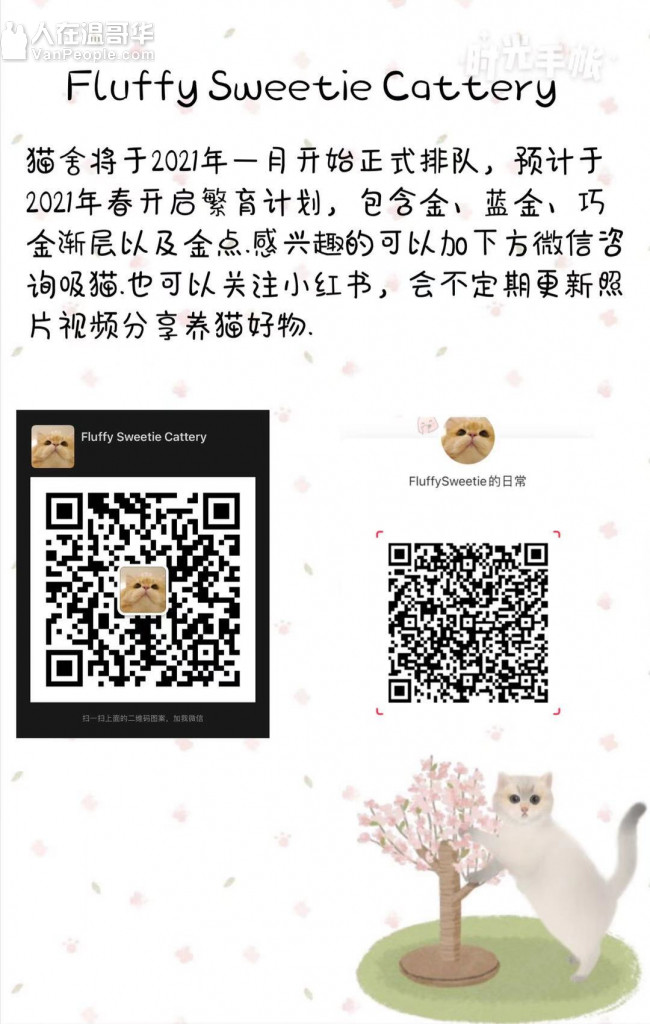 人在温哥华
VanPeople.com
时光手帐
Fluffy Sweetie Cattery
猫舍将于2021年一月开始正式排队，预计于
2021年春开启繁育计划，包含金、蓝金、巧
金渐层以及金点.感兴趣的可以加下方微信咨
询吸猫.也可以关注小红书，会不定期更新照
片视频分享养猫好物.
Fluffy Sweetie Cattery
FluffySweetie的日常
扫一扫上面的二维码图案，加我微信